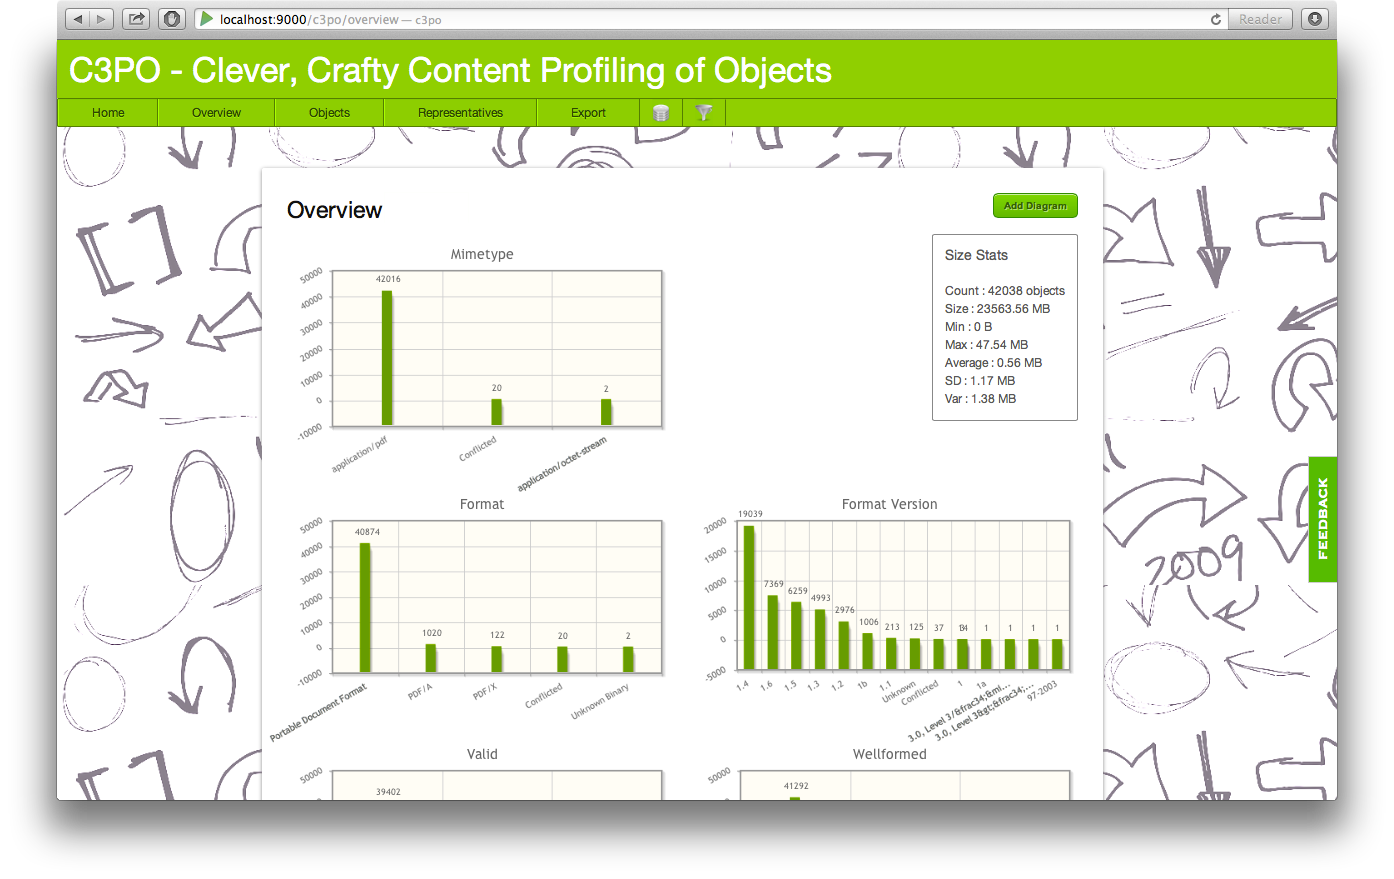 localhost:9000/c3po/overview — c3po
Reader
C3PO - Clever, Crafty Content Profiling of Objects
Home
Overview
Objects
Representatives
Export
Overview
Add Diagram
Size Stats
Count : 42038 objects
Size : 23563.56 MB
Min : 0 B
Max : 47.54 MB
Average : 0.56 MB
SD : 1.17 MB
Var : 1.38 MB
Mimetype
50000
40000
30000
20000
10000
0
-10000
42016
20
2
application/pdf
Conflicted
application/octet-stream
Format
50000
40000
30000
20000
10000
0
-10000
40874
1020
122
20
2
Portable Document Format
PDF/A
PDF/X
Conflicted
Unknown Binary
Format Version
20000
15000
10000
5000
0
-5000
19039
7369
6259
4993
2976
1006
213
125
37
1
1
1
1
1.4
1.6
1.5
1.3
1.2
1b
1.1
Unknown
Conflicted
1
1a
3.0, Level 3/&frac34;&ml...
3.0, Level 3&gt;&frac34;,...
97-2003
Valid
50000
39402
Wellformed
50000
41292
2009
FEEDBACK